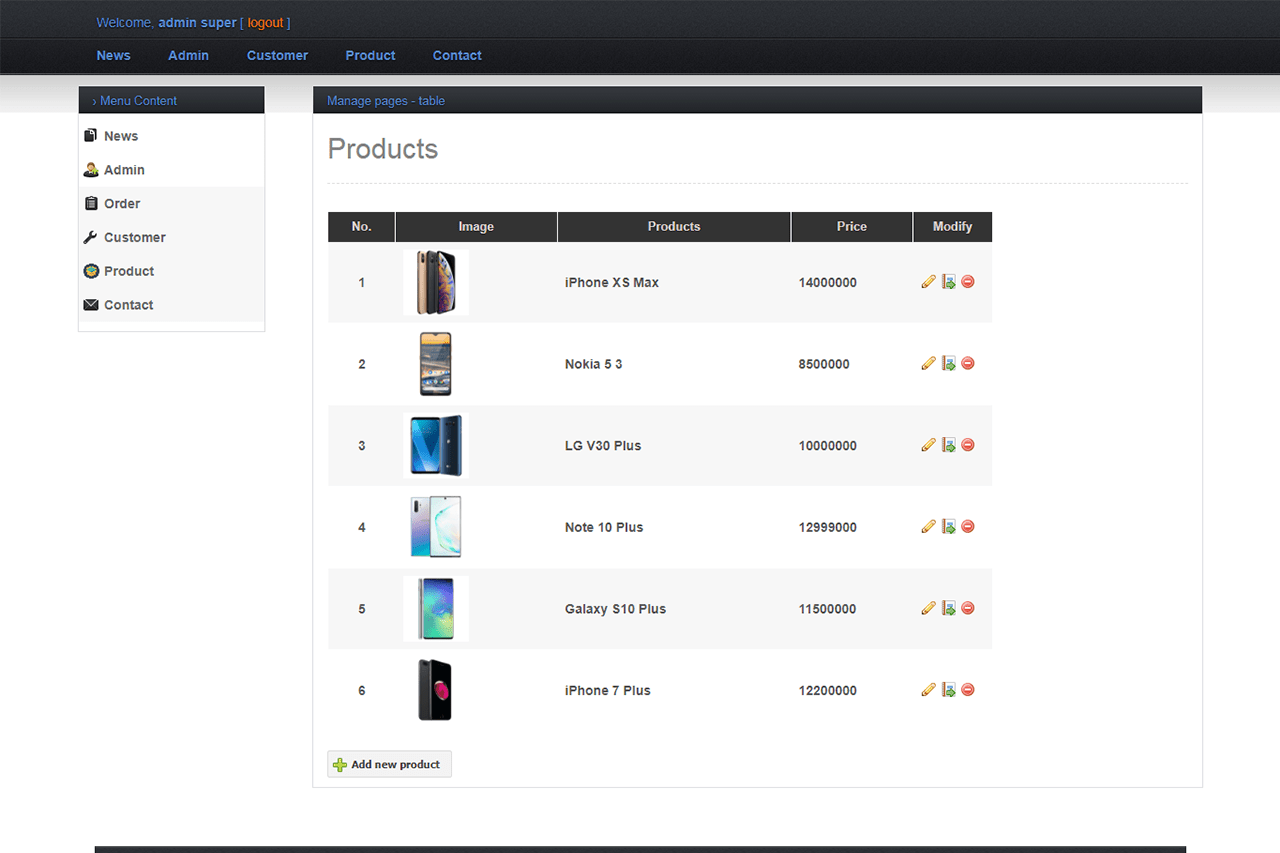 Welcome, admin super [ logout ]
News Admin Customer Product Contact
› Menu Content
News
Admin
Order
Customer
Product
Contact
Manage pages - table
Products
No. Image Products Price Modify
1 iPhone XS Max 14000000
2 Nokia 5 3 8500000
3 LG V30 Plus 10000000
4 Note 10 Plus 12999000
5 Galaxy S10 Plus 11500000
6 iPhone 7 Plus 12200000
Add new product